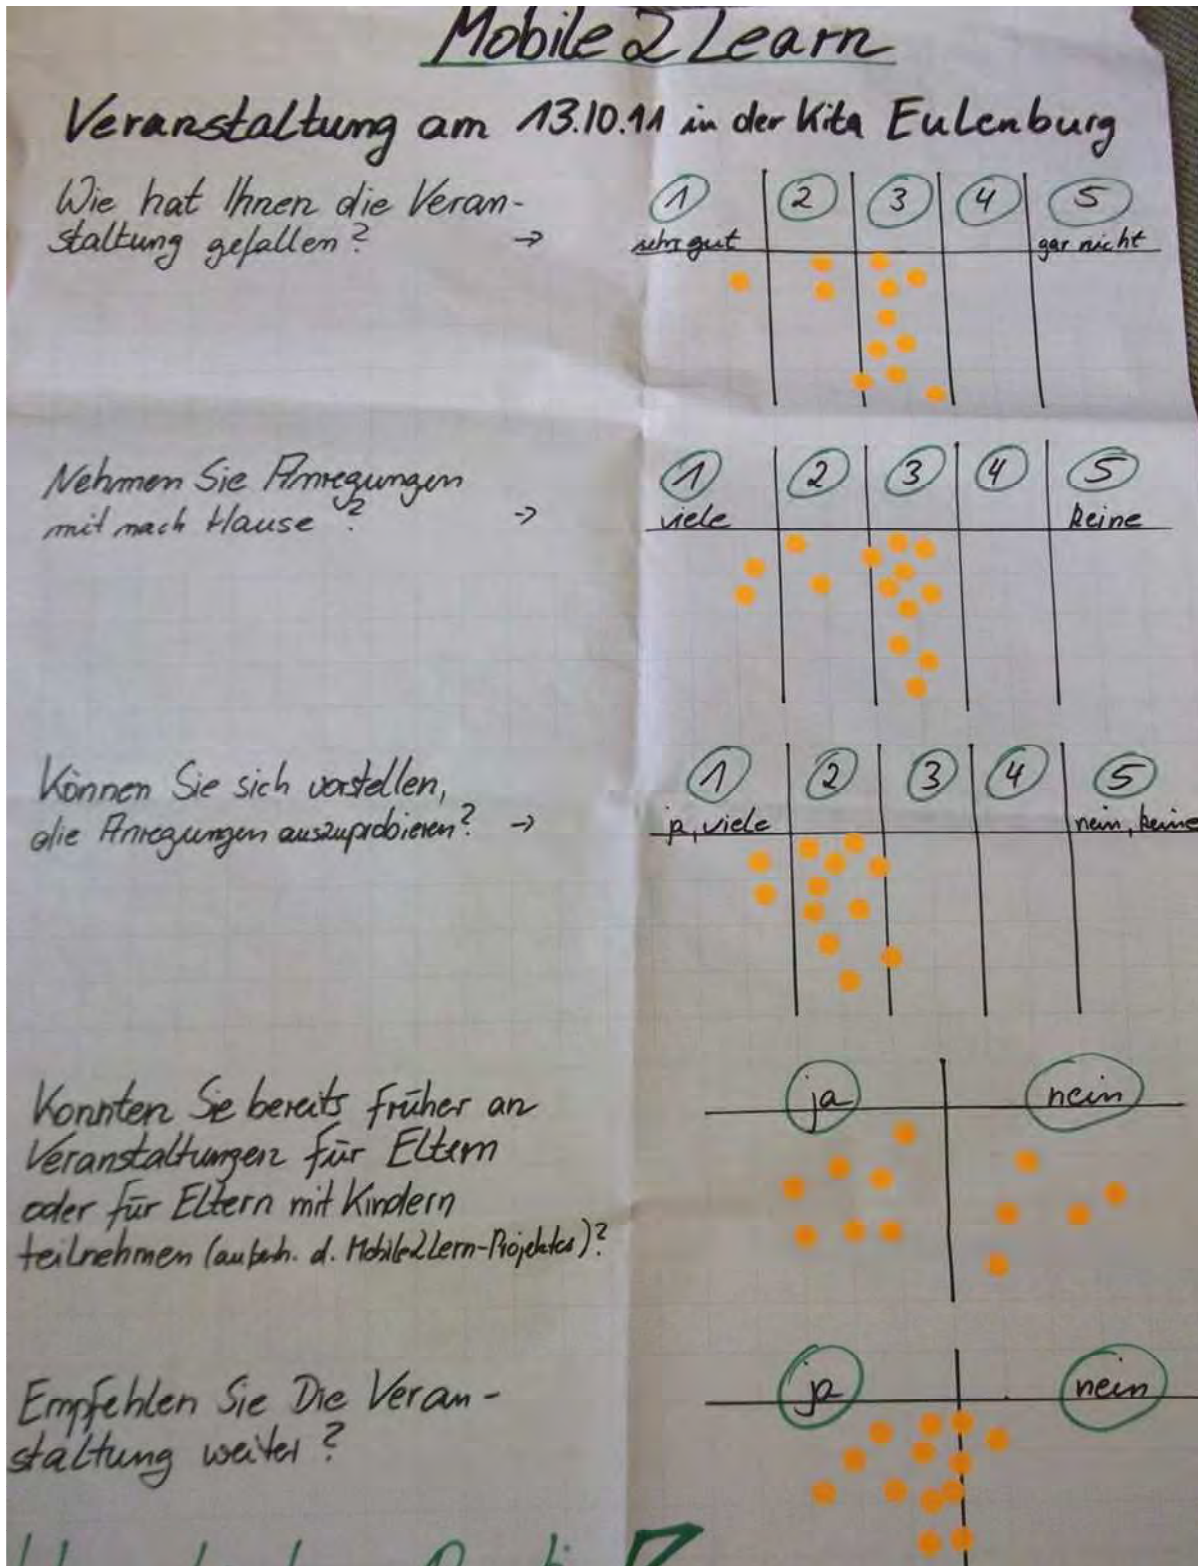 Mobile2Learn
Veranstaltung am 13.10.11 in der Kita Eulenburg
Wie hat Ihnen die Veran-
staltung gefallen? →
1 2 3 4 5
sehr gut gar nicht
Nehmen Sie Anregungen
mit nach Hause? →
1 2 3 4 5
viele keine
Können Sie sich vorstellen,
die Anregungen auszuprobieren? →
1 2 3 4 5
ja, viele nein, keine
Konnten Sie bereits früher an
Veranstaltungen für Eltern
oder für Eltern mit Kindern
teilnehmen (außerh. d. Mobile2Lern-Projektes)?
ja nein
Empfehlen Sie Die Veran-
staltung weiter?
ja nein